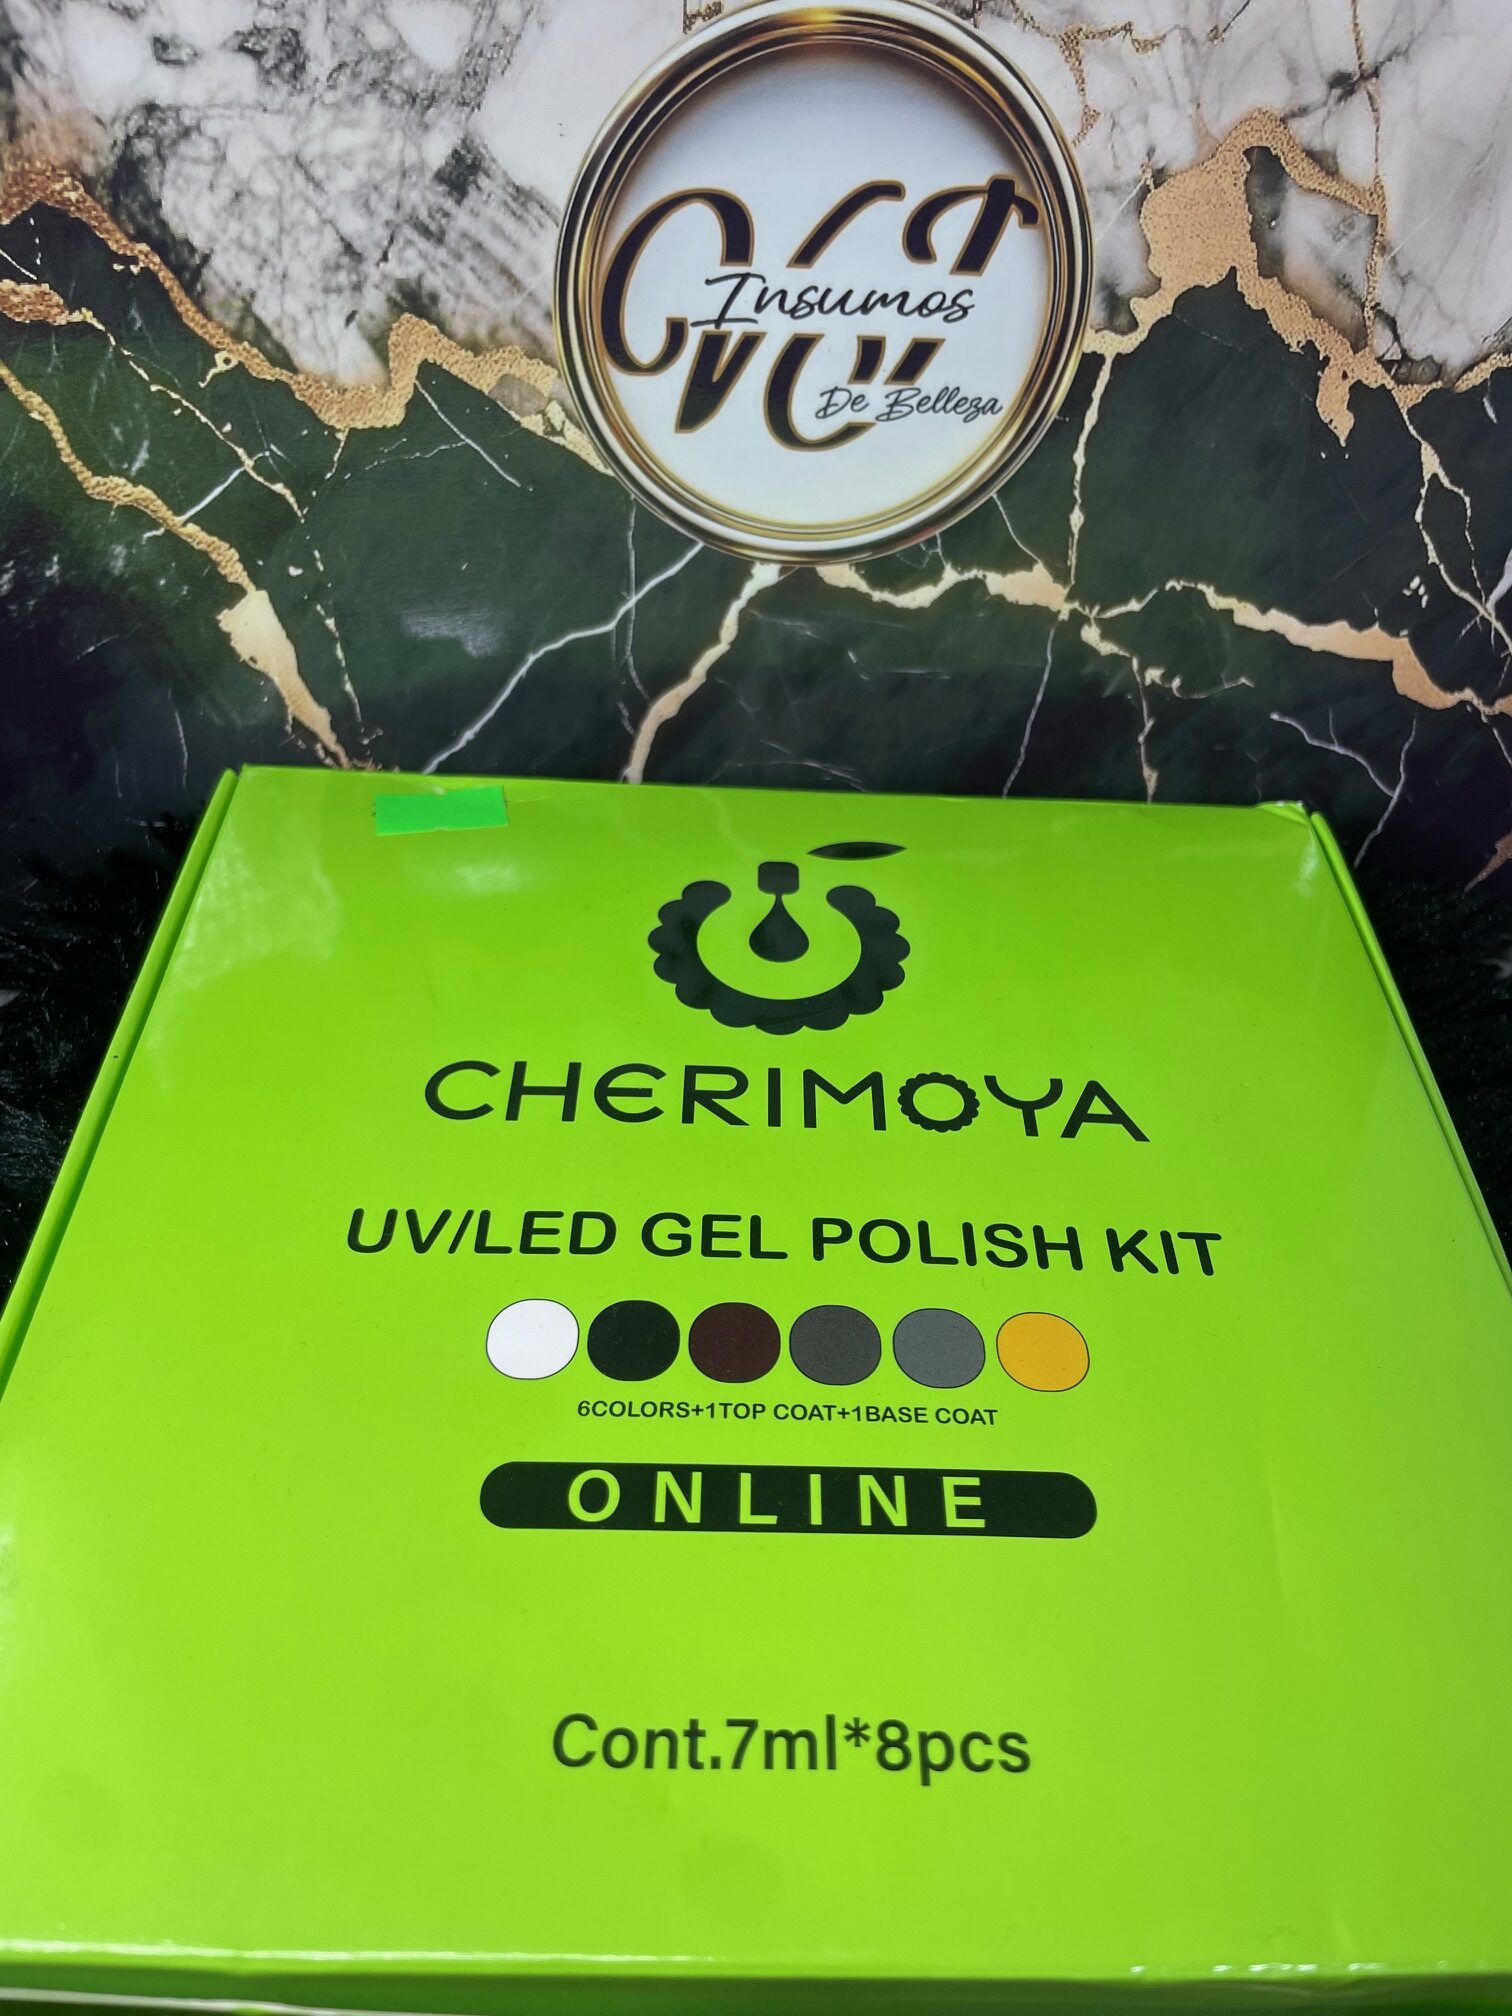 Insumos
De Belleza
CHERIMOYA
UV/LED GEL POLISH KIT
6COLORS+1TOP COAT+1BASE COAT
ONLINE
Cont.7ml*8pcs